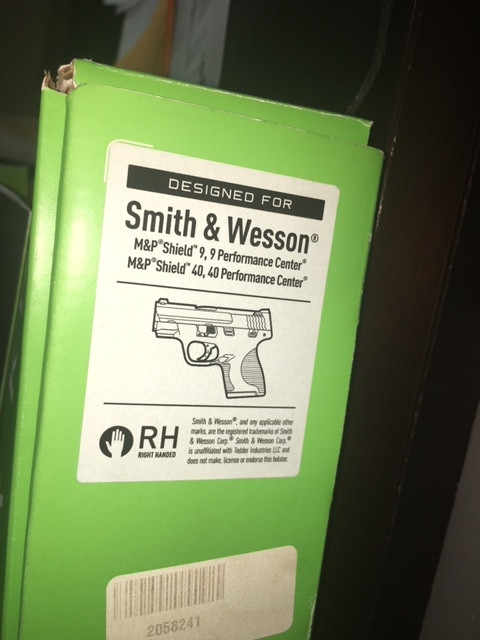 DESIGNED FOR
Smith & Wesson®
M&P®Shield™ 9, 9 Performance Center®
M&P®Shield™ 40, 40 Performance Center®
RH
RIGHT HANDED
Smith & Wesson®, and any applicable other
marks, are the registered trademarks of Smith
& Wesson Corp.® Smith & Wesson Corp.®
is unaffiliated with Tedder Industries LLC and
does not make, license or endorse this holster.
2058241